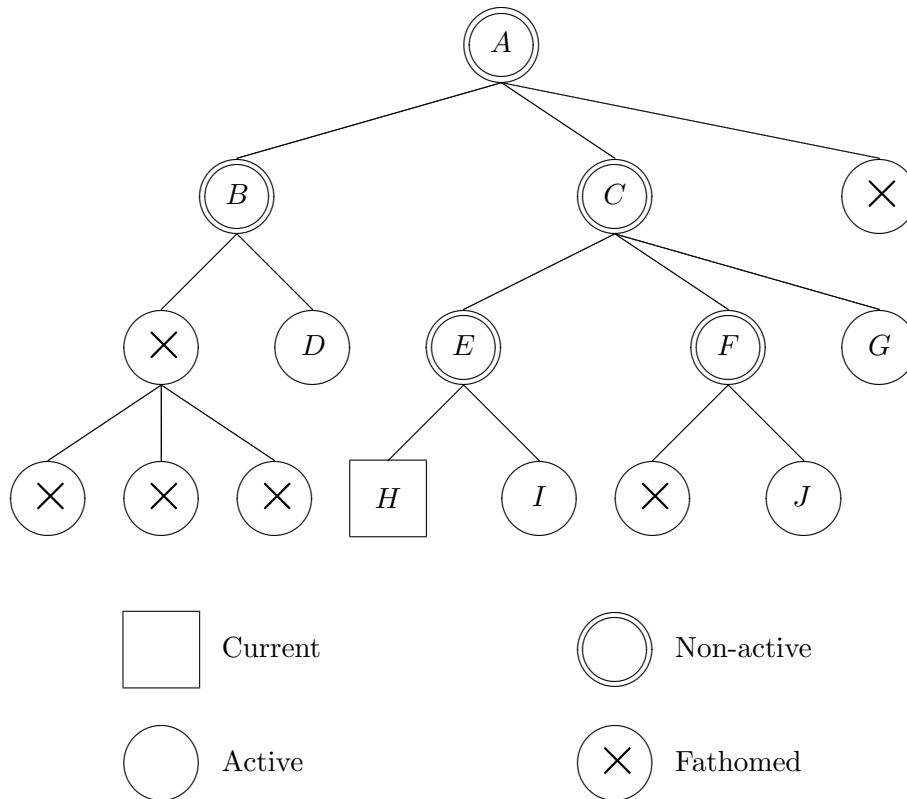 A
B C
D E F G
H I J
Current Non-active
Active Fathomed